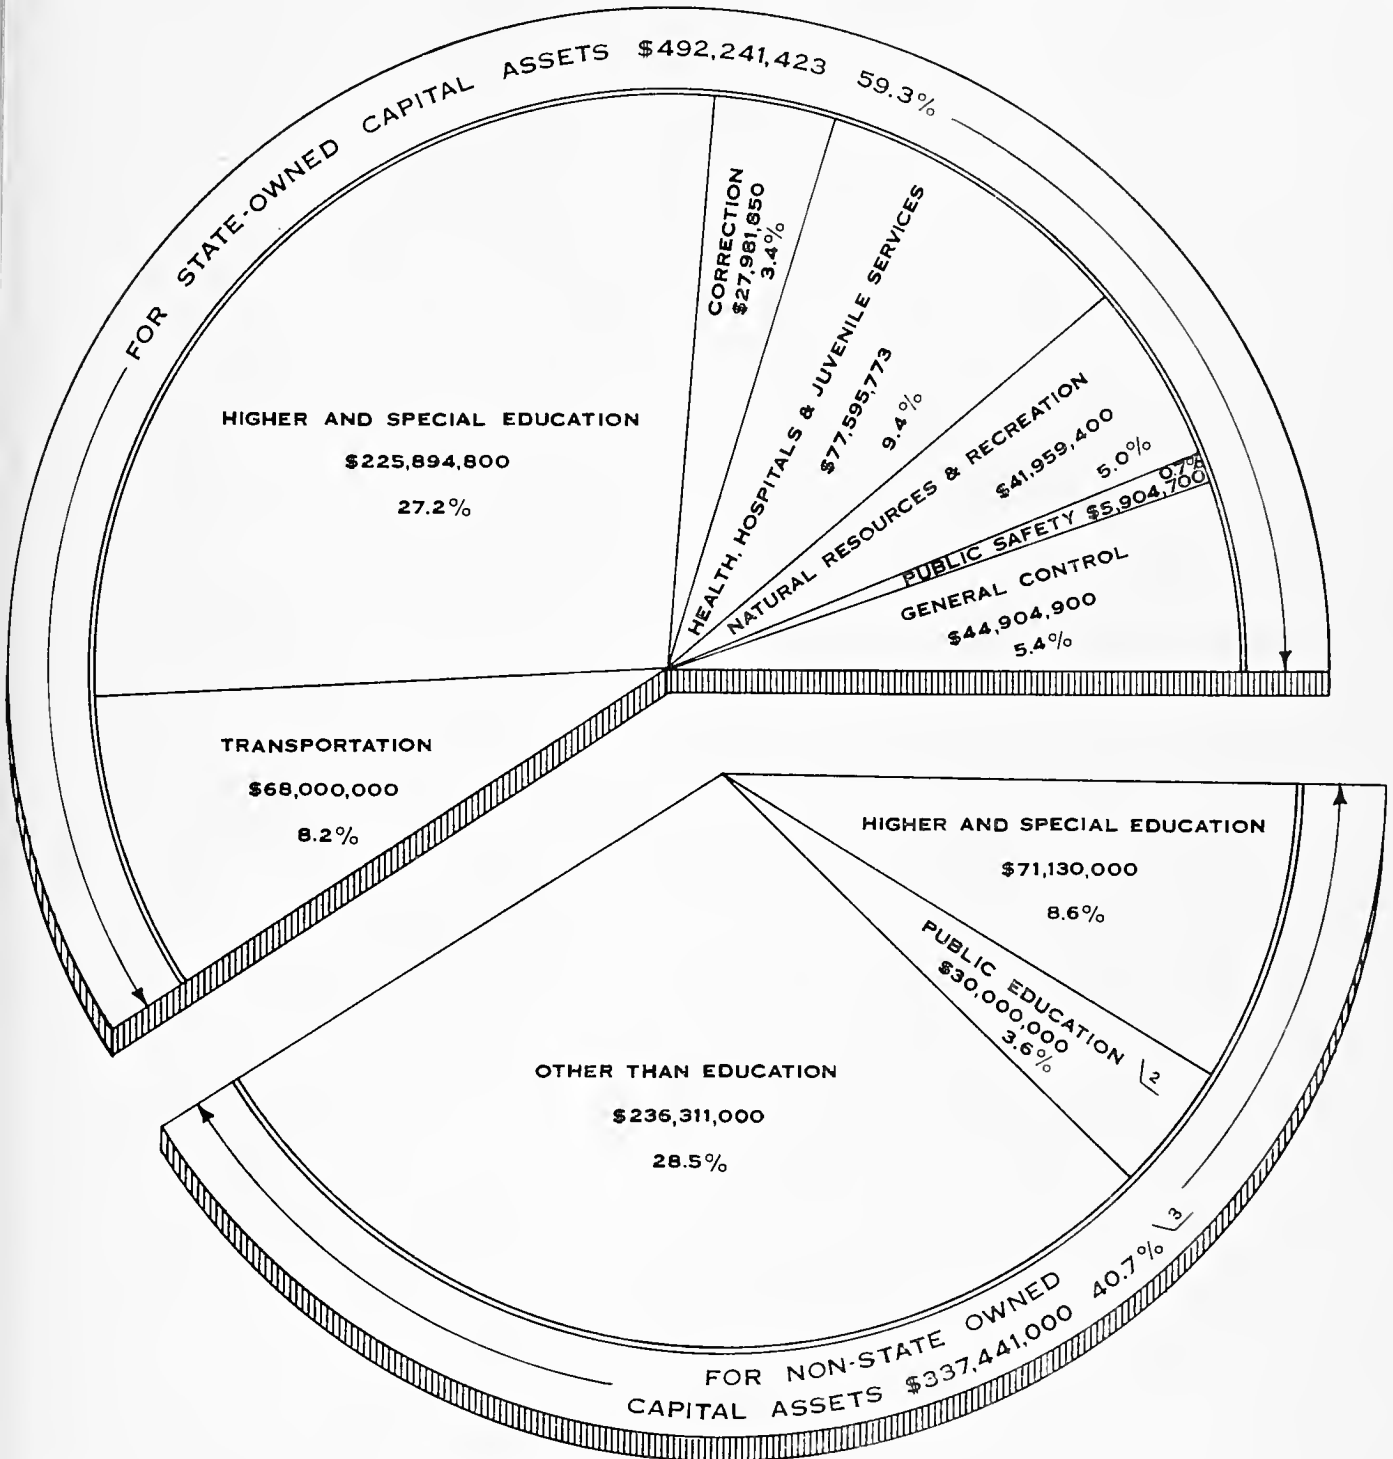 FOR STATE-OWNED CAPITAL ASSETS $492,241,423 59.3%
HIGHER AND SPECIAL EDUCATION
$225,894,800
27.2%
CORRECTION
$27,981,850
3.4%
HEALTH, HOSPITALS & JUVENILE SERVICES
$77,595,773
9.4%
NATURAL RESOURCES & RECREATION
$41,959,400
5.0%
0.7%
PUBLIC SAFETY $5,904,700
GENERAL CONTROL
$44,904,900
5.4%
TRANSPORTATION
$68,000,000
8.2%
HIGHER AND SPECIAL EDUCATION
$71,130,000
8.6%
PUBLIC EDUCATION 2
$30,000,000
3.6%
OTHER THAN EDUCATION
$236,311,000
28.5%
FOR NON-STATE OWNED
CAPITAL ASSETS $337,441,000 40.7% 3